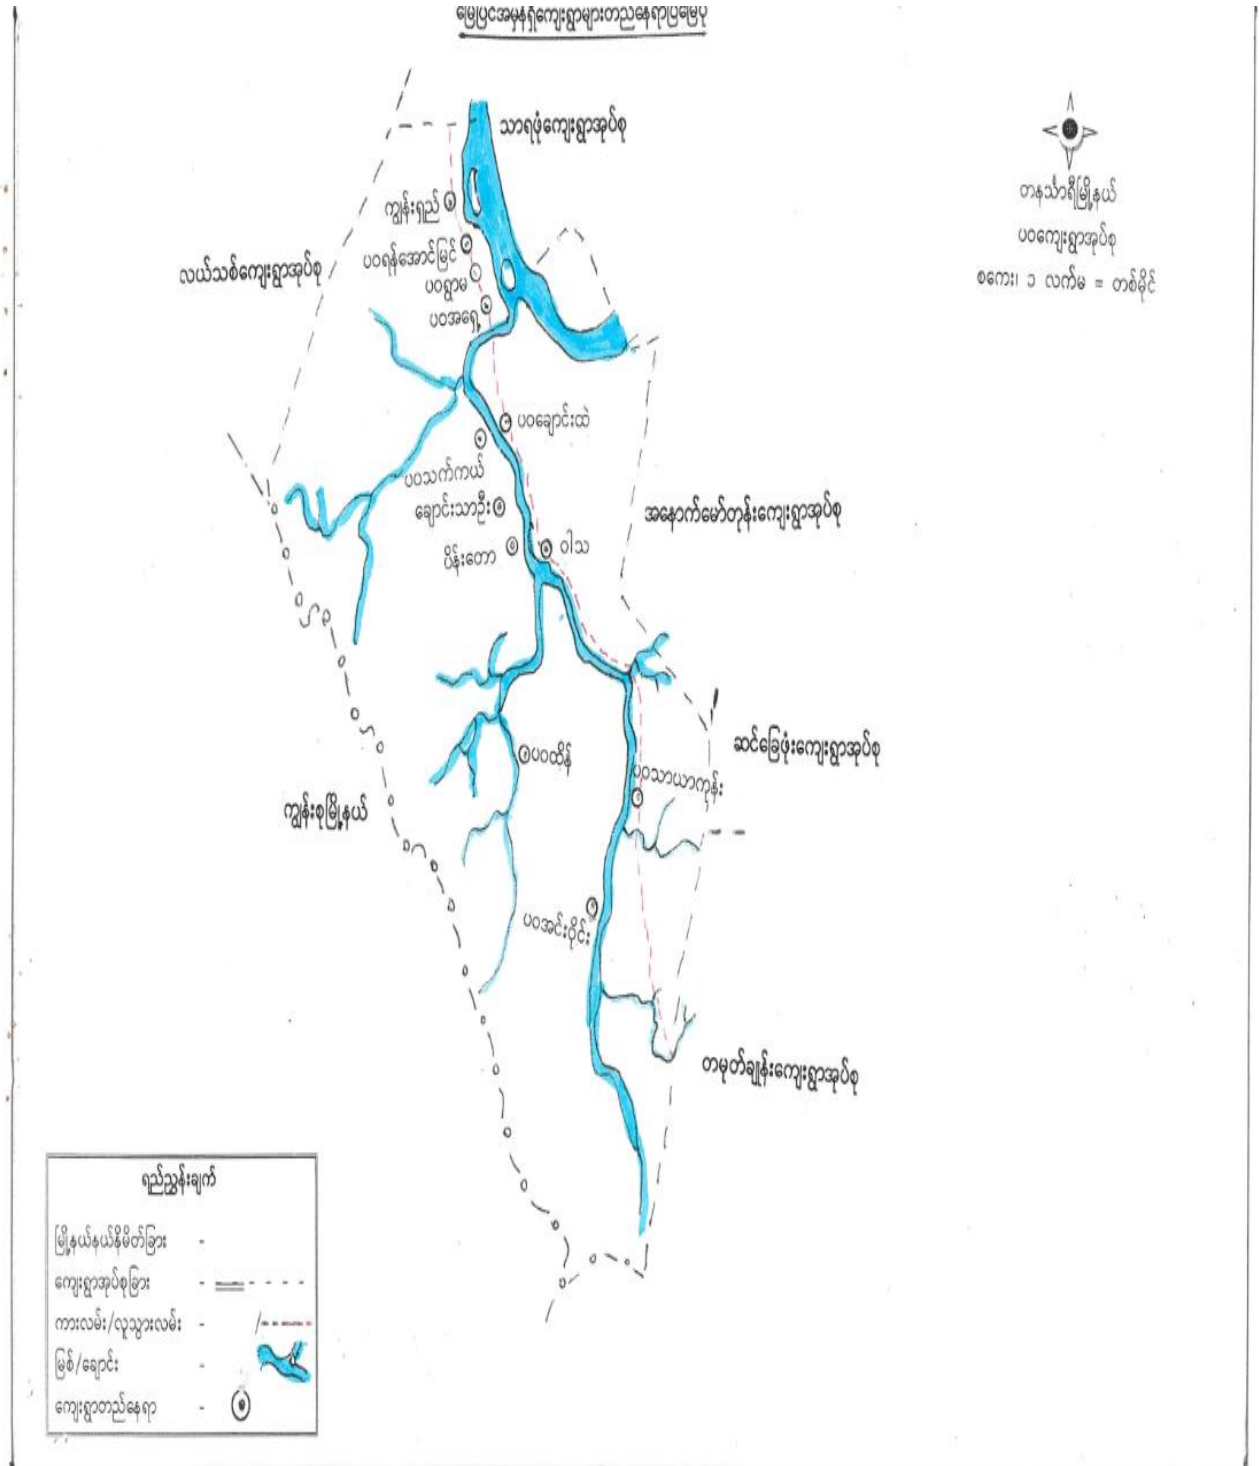 မြေပြင်အမှန်ရှိကျေးရွာများတည်နေရာပြမြေပုံ
သာရဖုံကျေးရွာအုပ်စု
တနင်္သာရီမြို့နယ်
ပဝကျေးရွာအုပ်စု
စကေး၊ ၁ လက်မ = တစ်မိုင်
ကျွန်းရှည်
ပဝရန်အောင်မြင်
လယ်သစ်ကျေးရွာအုပ်စု
ပဝရွာမ
ပဝအရှေ့
ပဝချောင်းထဲ
ပဝသက်ကယ်
ချောင်းသာဦး
အနောက်မော်တုန်းကျေးရွာအုပ်စု
ပိန်းတော
ဝါသ
ဆင်ခြေဖုံးကျေးရွာအုပ်စု
ပဝထိန်
ပဝသာယာကုန်း
ကျွန်းစုမြို့နယ်
ပဝအင်းဝိုင်း
တမုတ်ချုန်းကျေးရွာအုပ်စု
ရည်ညွှန်းချက်
မြို့နယ်နယ်နိမိတ်ခြား -
ကျေးရွာအုပ်စုခြား -
ကားလမ်း/လူသွားလမ်း -
မြစ်/ချောင်း -
ကျေးရွာတည်နေရာ -